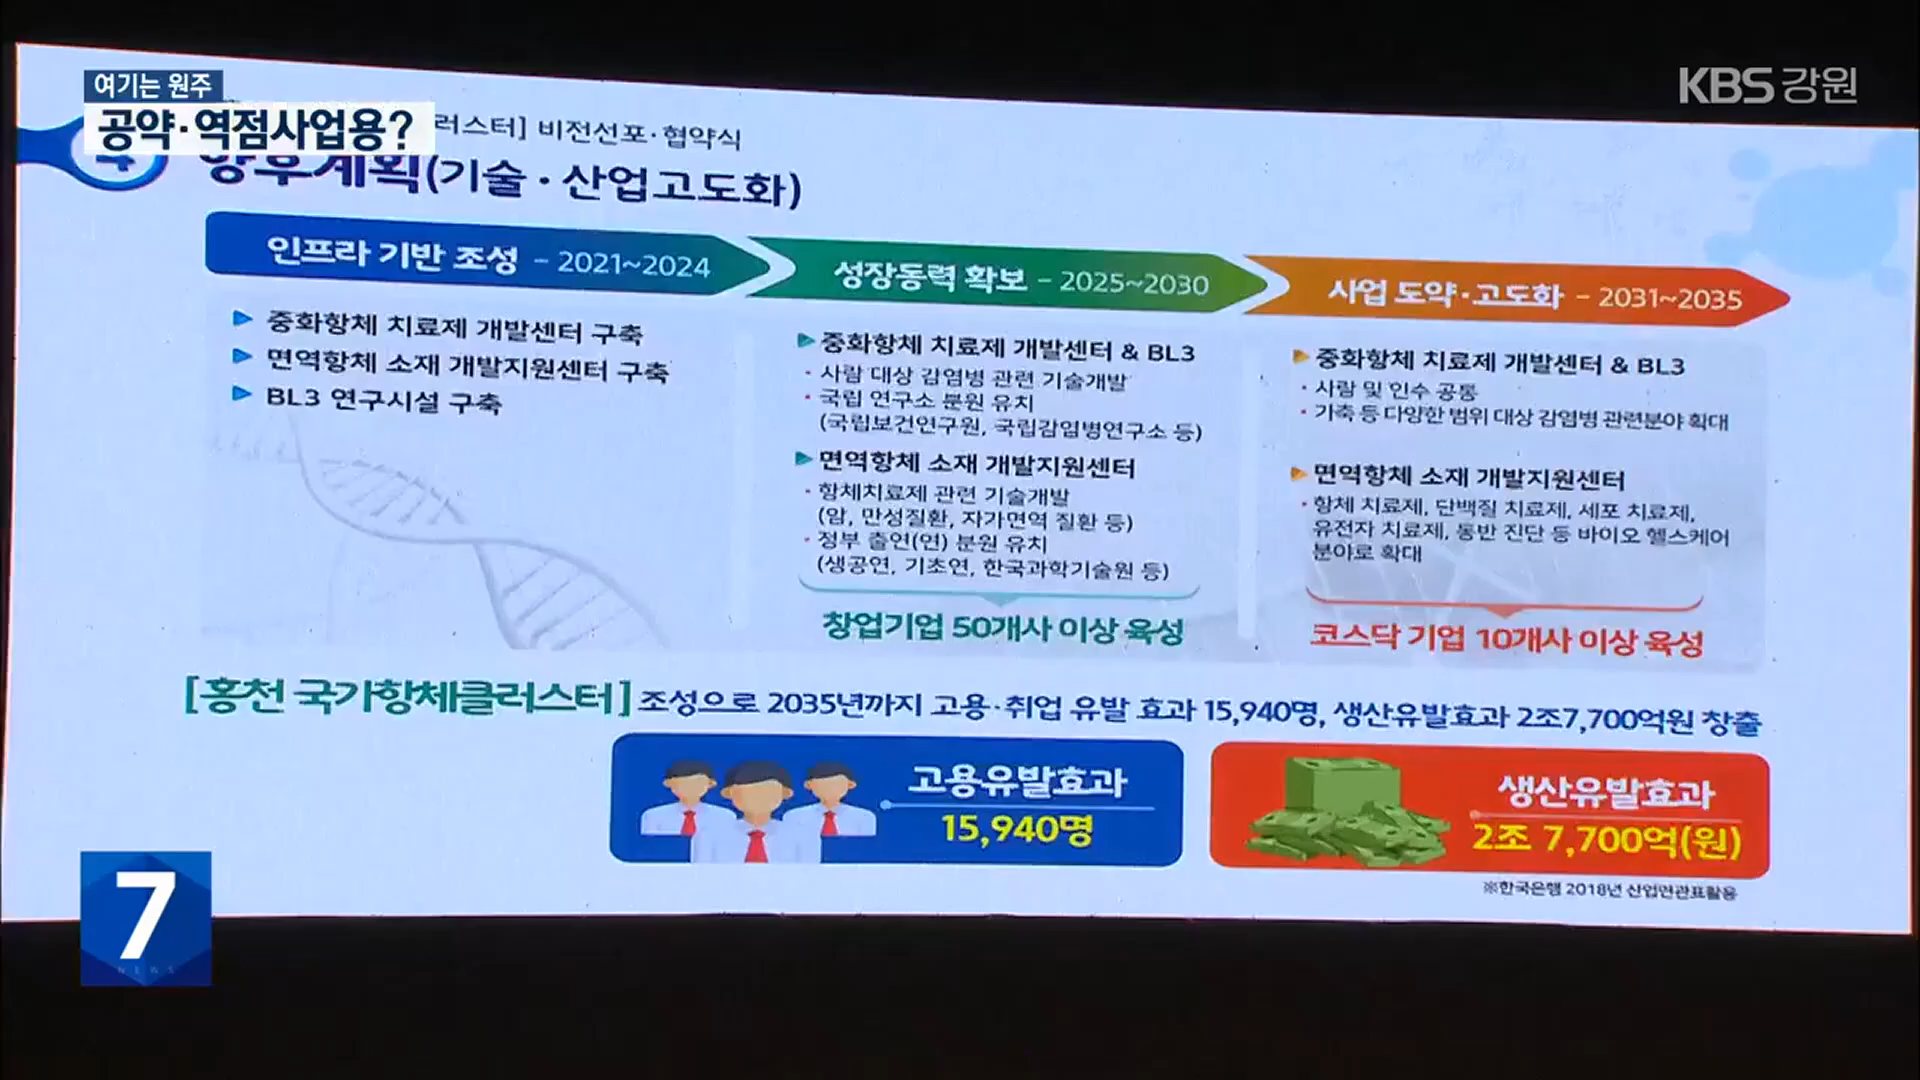 여기는 원주
공약·역점사업용?
KBS 강원
러스터] 비전선포·협약식
4
향후계획(기술·산업고도화)
인프라 기반 조성 - 2021~2024
▶ 중화항체 치료제 개발센터 구축
▶ 면역항체 소재 개발지원센터 구축
▶ BL3 연구시설 구축
성장동력 확보 - 2025~2030
▶ 중화항체 치료제 개발센터 & BL3
· 사람 대상 감염병 관련 기술개발
· 국립 연구소 분원 유치
(국립보건연구원, 국립감염병연구소 등)
▶ 면역항체 소재 개발지원센터
· 항체치료제 관련 기술개발
(암, 만성질환, 자가면역 질환 등)
· 정부 출연(연) 분원 유치
(생공연, 기초연, 한국과학기술원 등)
창업기업 50개사 이상 육성
사업 도약·고도화 - 2031~2035
▶ 중화항체 치료제 개발센터 & BL3
· 사람 및 인수 공통
· 가축 등 다양한 범위 대상 감염병 관련분야 확대
▶ 면역항체 소재 개발지원센터
· 항체 치료제, 단백질 치료제, 세포 치료제,
유전자 치료제, 동반 진단 등 바이오 헬스케어
분야로 확대
코스닥 기업 10개사 이상 육성
[홍천 국가항체클러스터] 조성으로 2035년까지 고용·취업 유발 효과 15,940명, 생산유발효과 2조7,700억원 창출
고용유발효과
15,940명
생산유발효과
2조 7,700억(원)
※한국은행 2018년 산업연관표활용
7
NEWS